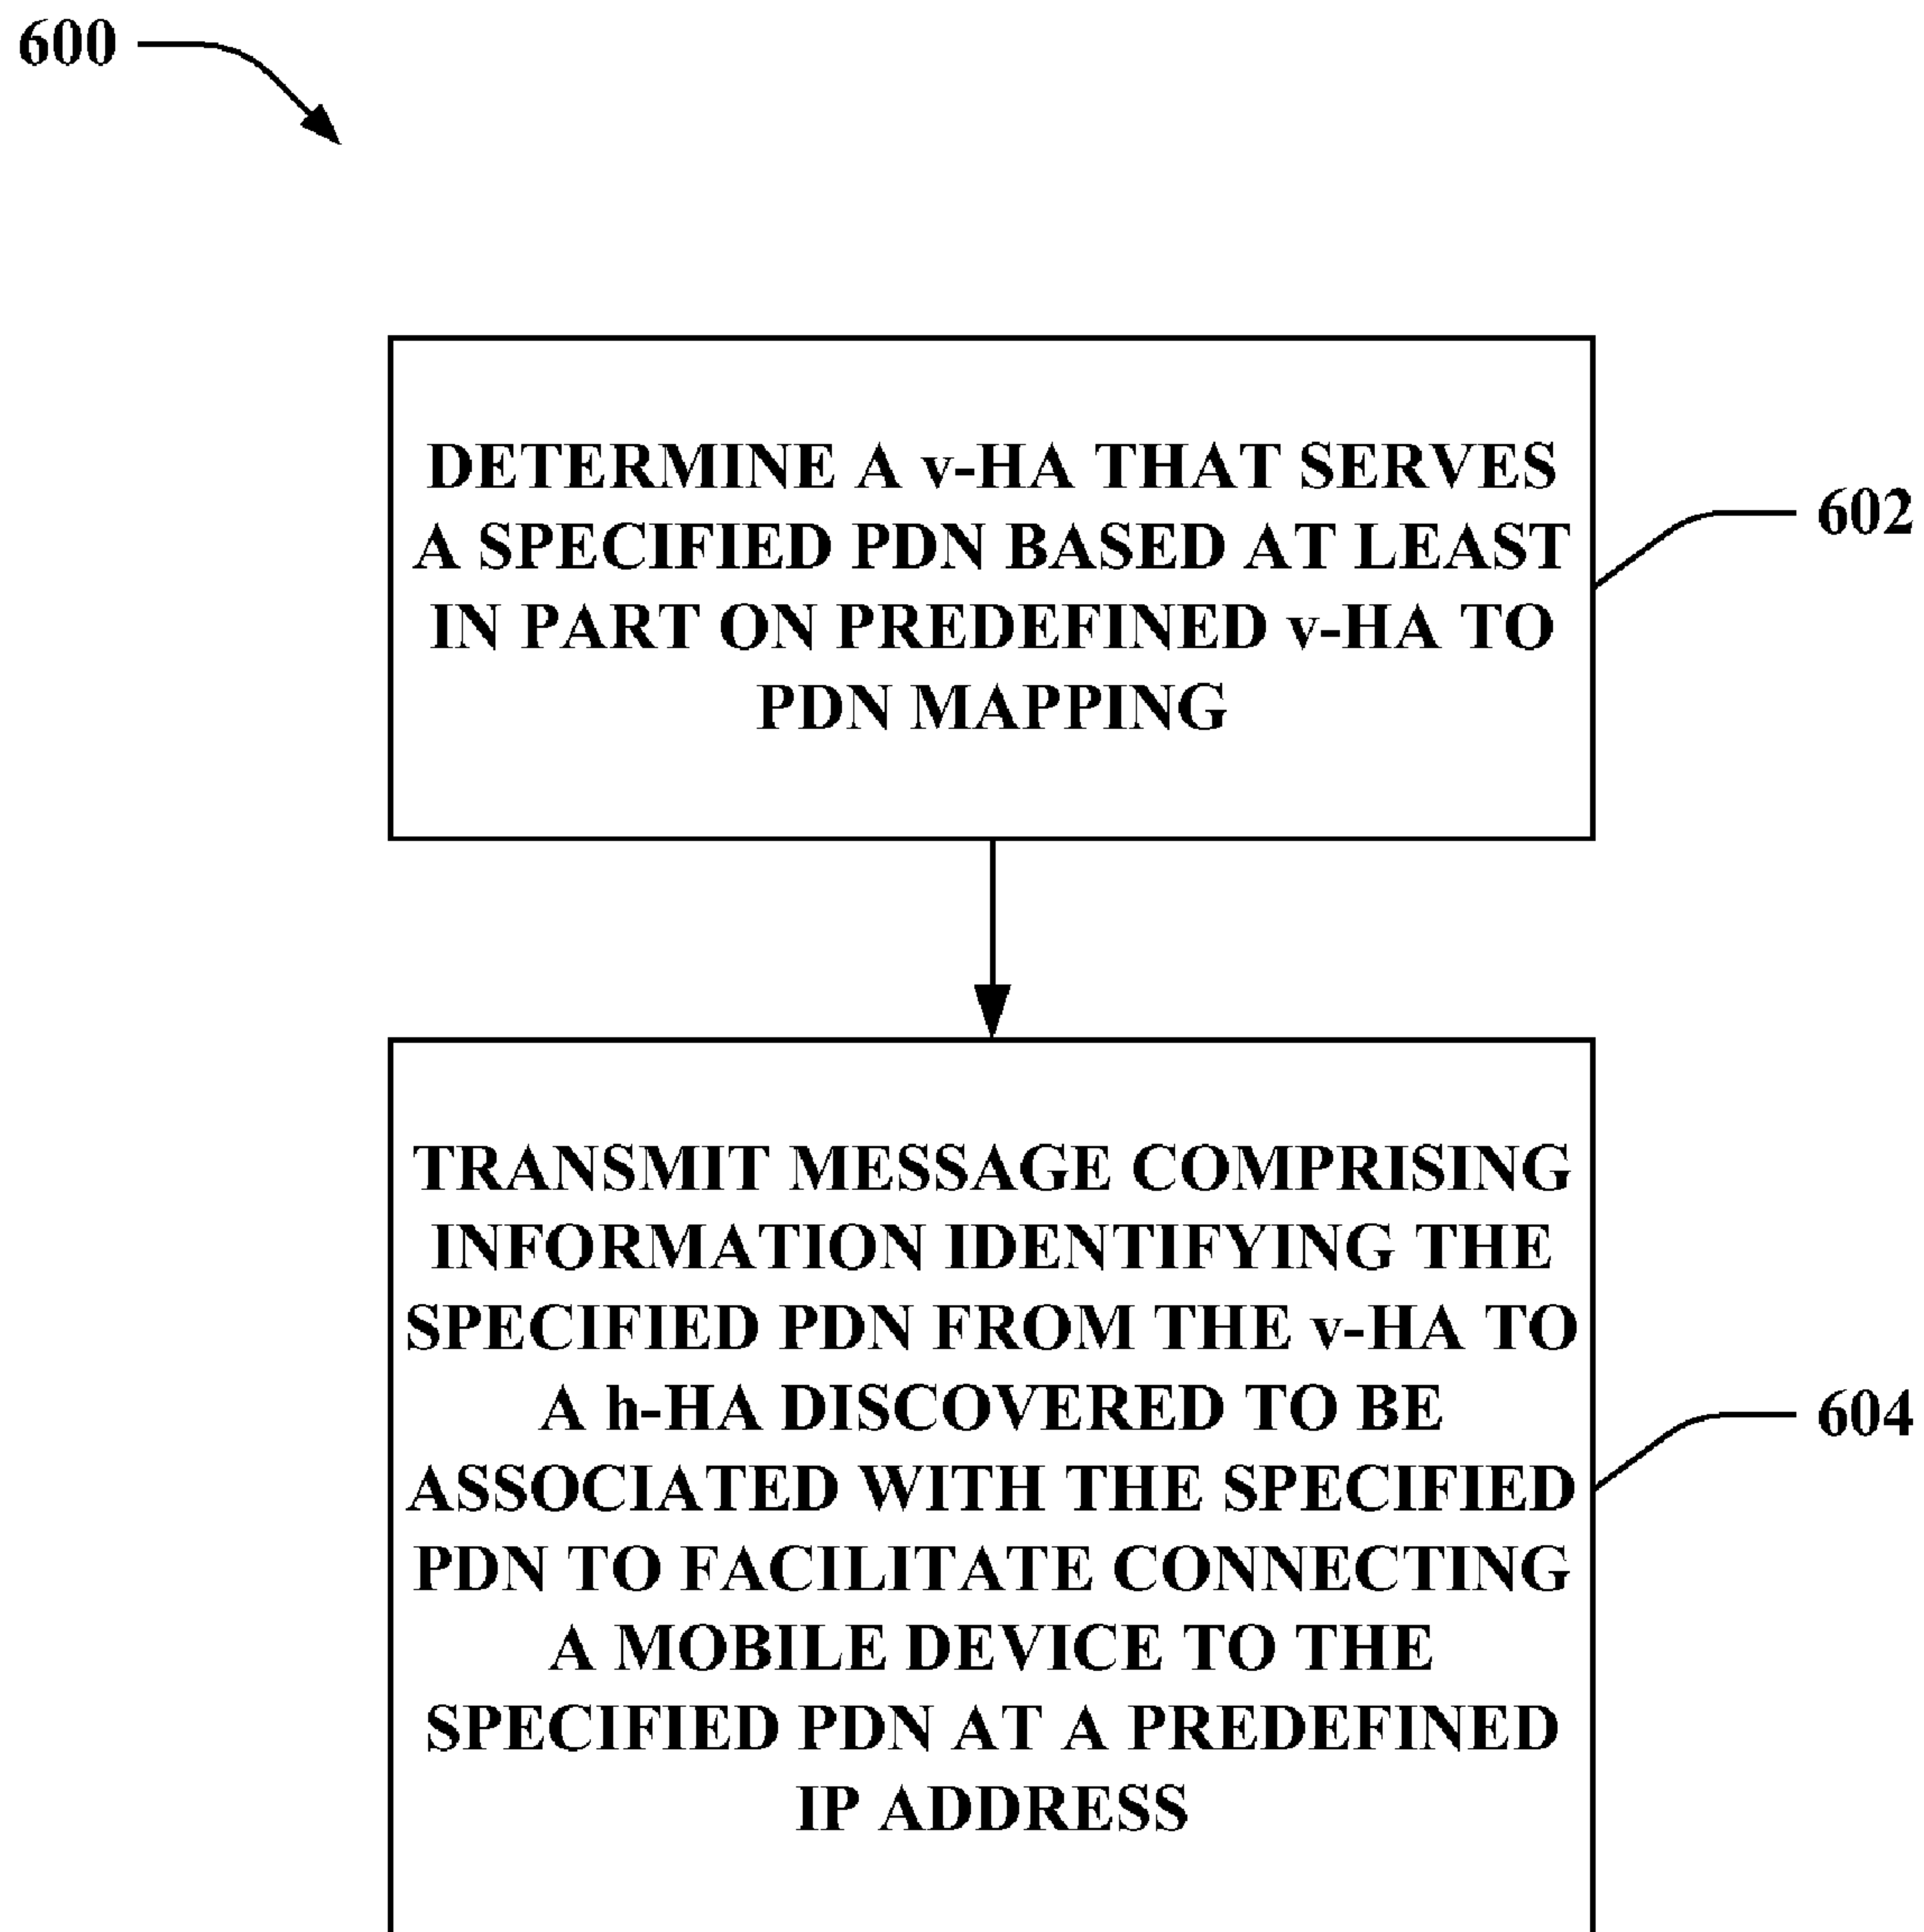 600
DETERMINE A v-HA THAT SERVES
A SPECIFIED PDN BASED AT LEAST
IN PART ON PREDEFINED v-HA TO
PDN MAPPING
602
TRANSMIT MESSAGE COMPRISING
INFORMATION IDENTIFYING THE
SPECIFIED PDN FROM THE v-HA TO
A h-HA DISCOVERED TO BE
ASSOCIATED WITH THE SPECIFIED
PDN TO FACILITATE CONNECTING
A MOBILE DEVICE TO THE
SPECIFIED PDN AT A PREDEFINED
IP ADDRESS
604